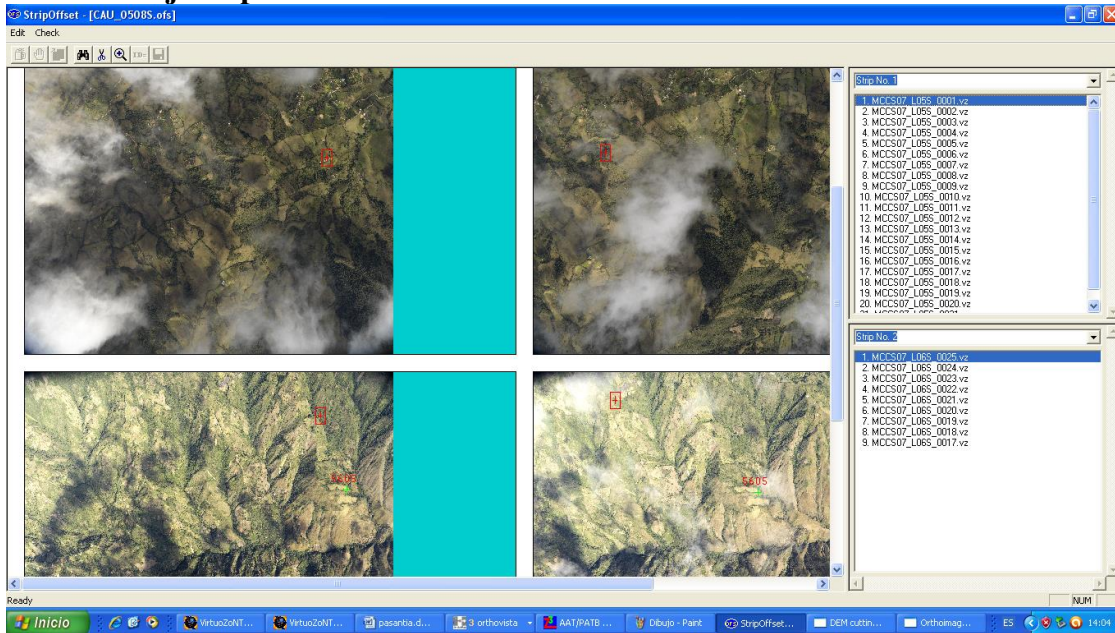 StripOffset - [CAU_0508S.ofs]
Edit Check
Strip No. 1
1. MCCS07_L05S_0001.vz
2. MCCS07_L05S_0002.vz
3. MCCS07_L05S_0003.vz
4. MCCS07_L05S_0004.vz
5. MCCS07_L05S_0005.vz
6. MCCS07_L05S_0006.vz
7. MCCS07_L05S_0007.vz
8. MCCS07_L05S_0008.vz
9. MCCS07_L05S_0009.vz
10. MCCS07_L05S_0010.vz
11. MCCS07_L05S_0011.vz
12. MCCS07_L05S_0012.vz
13. MCCS07_L05S_0013.vz
14. MCCS07_L05S_0014.vz
15. MCCS07_L05S_0015.vz
16. MCCS07_L05S_0016.vz
17. MCCS07_L05S_0017.vz
18. MCCS07_L05S_0018.vz
19. MCCS07_L05S_0019.vz
20. MCCS07_L05S_0020.vz
Strip No. 2
1. MCCS07_L06S_0025.vz
2. MCCS07_L06S_0024.vz
3. MCCS07_L06S_0023.vz
4. MCCS07_L06S_0022.vz
5. MCCS07_L06S_0021.vz
6. MCCS07_L06S_0020.vz
7. MCCS07_L06S_0019.vz
8. MCCS07_L06S_0018.vz
9. MCCS07_L06S_0017.vz
Ready NUM
Inicio VirtuoZoNT... VirtuoZoNT... pasantia.d... 3 orthovista AAT/PATB ... Dibujo - Paint StripOffset... DEM cuttin... Orthoimag... ES 14:04